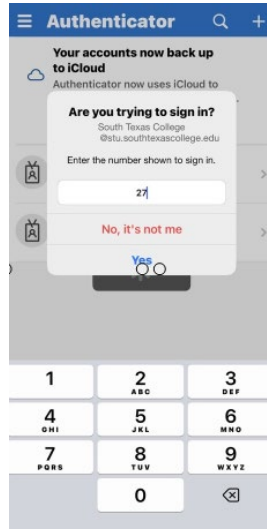 Authenticator
Your accounts now back up
to iCloud
Authenticator now uses iCloud to
Are you trying to sign in?
South Texas College
@stu.southtexascollege.edu
Enter the number shown to sign in.
27
No, it's not me
Yes
1
2
ABC
3
DEF
4
GHI
5
JKL
6
MNO
7
PQRS
8
TUV
9
WXYZ
0